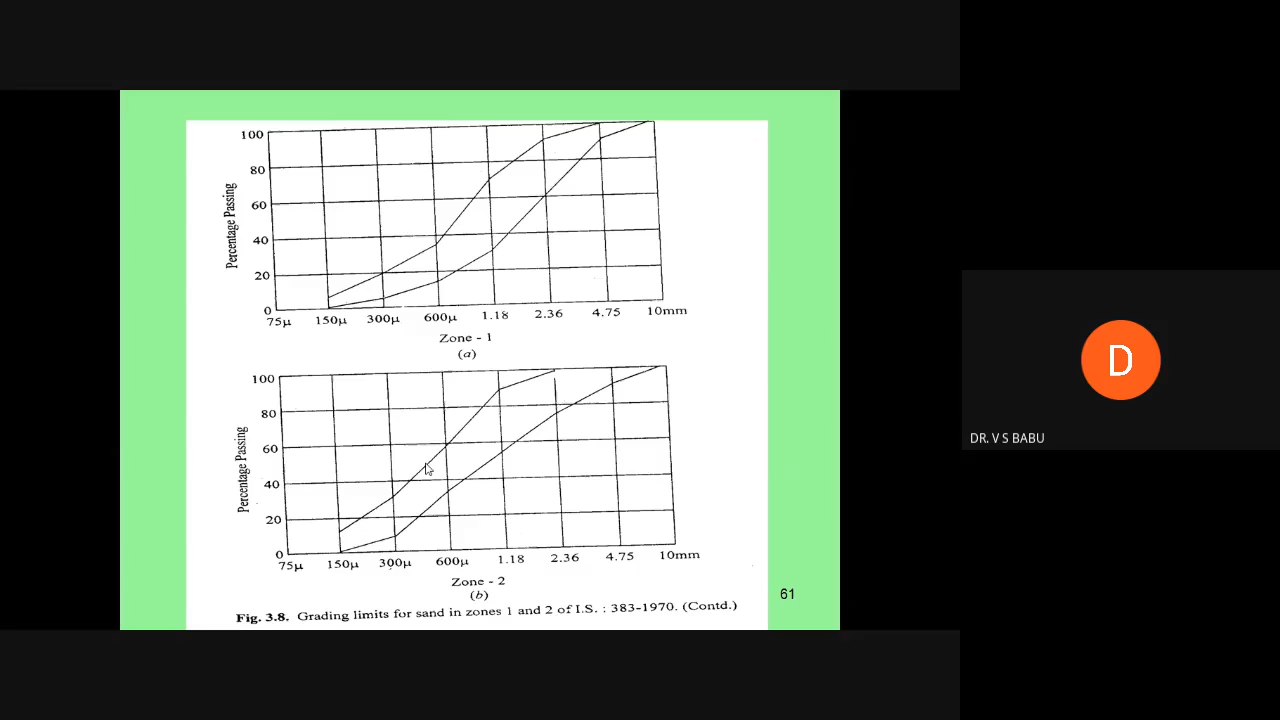 100
80
60
40
20
0
Percentage Passing
75µ 150µ 300µ 600µ 1.18 2.36 4.75 10mm
Zone - 1
(a)
100
80
60
40
20
0
Percentage Passing
75µ 150µ 300µ 600µ 1.18 2.36 4.75 10mm
Zone - 2
(b)
Fig. 3.8. Grading limits for sand in zones 1 and 2 of I.S. : 383-1970. (Contd.)
61
D
DR. V S BABU